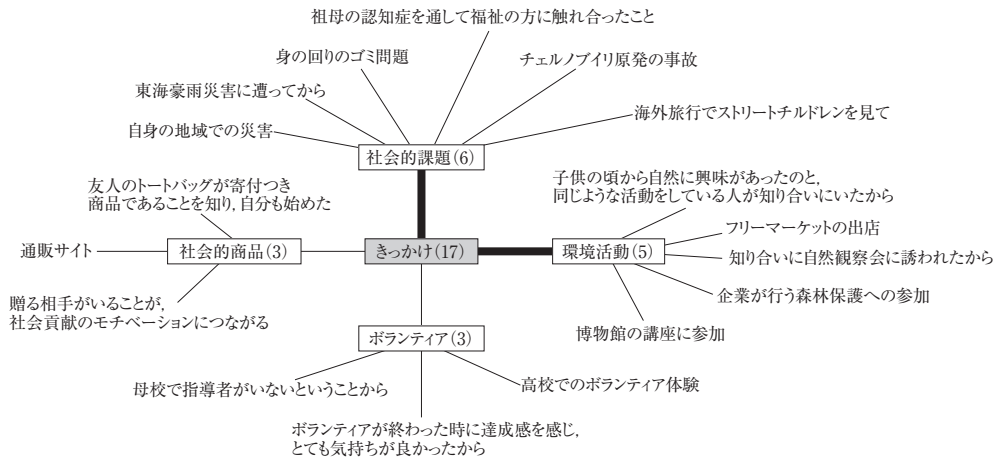 祖母の認知症を通して福祉の方に触れ合ったこと
身の回りのゴミ問題
チェルノブイリ原発の事故
東海豪雨災害に遭ってから
海外旅行でストリートチルドレンを見て
自身の地域での災害
社会的課題(6)
友人のトートバッグが寄付つき
商品であることを知り,自分も始めた
子供の頃から自然に興味があったのと,
同じような活動をしている人が知り合いにいたから
フリーマーケットの出店
通販サイト
社会的商品(3)
きっかけ(17)
環境活動(5)
知り合いに自然観察会に誘われたから
企業が行う森林保護への参加
贈る相手がいることが,
社会貢献のモチベーションにつながる
博物館の講座に参加
ボランティア(3)
母校で指導者がいないということから
高校でのボランティア体験
ボランティアが終わった時に達成感を感じ,
とても気持ちが良かったから